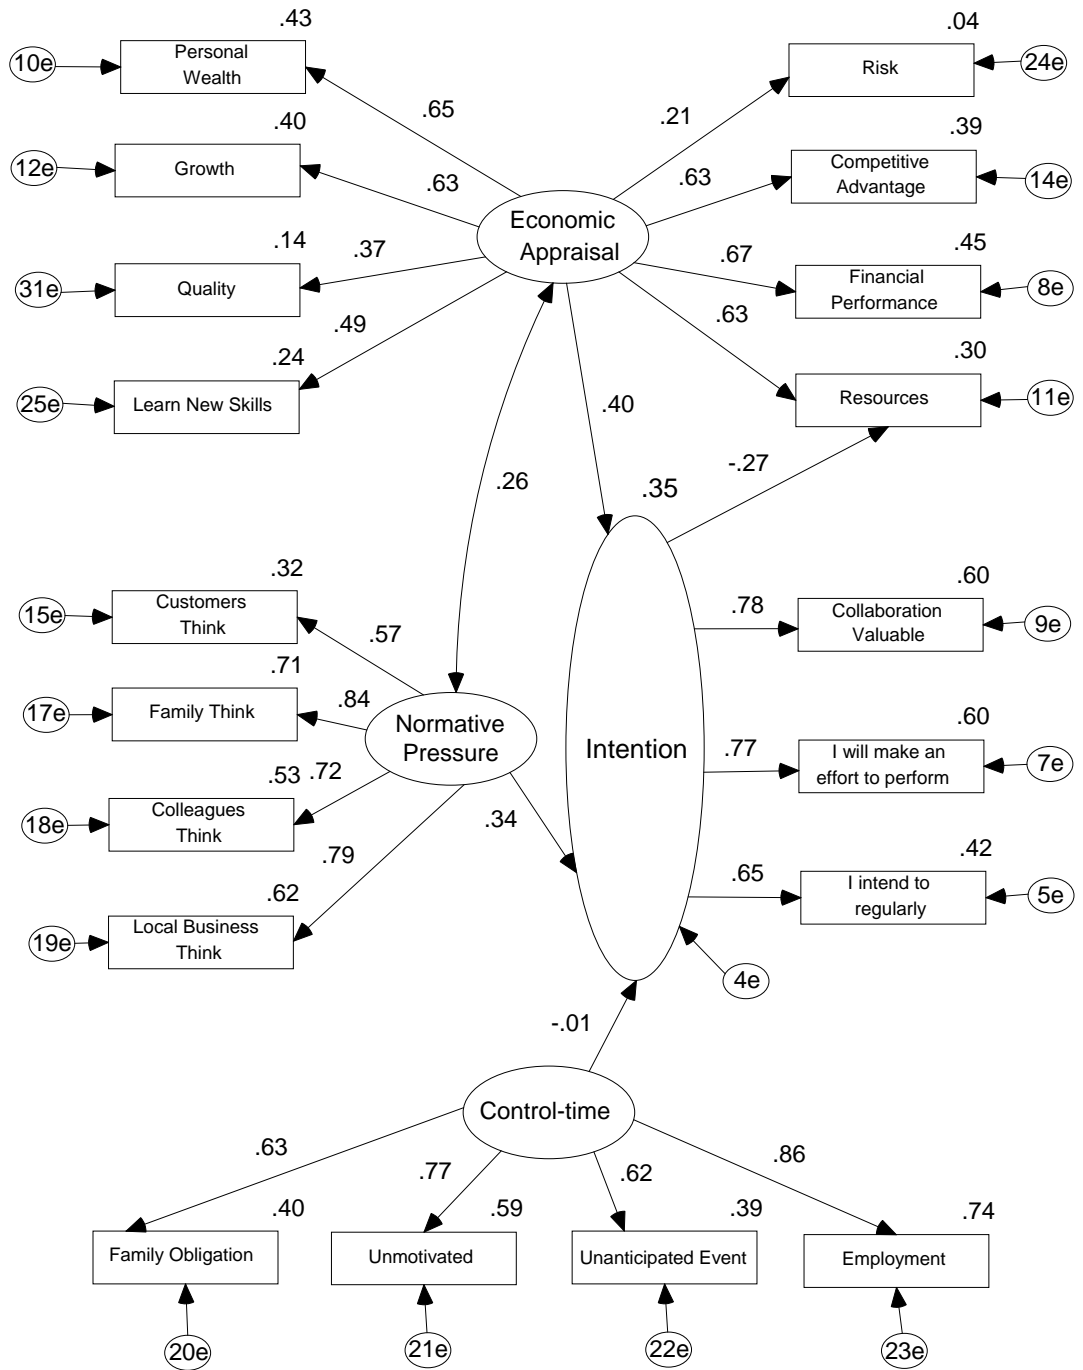 .43
.04
10e
Personal
Wealth
Risk
24e
.65
.21
.40
.39
12e
Growth
.63
.63
Competitive
Advantage
14e
Economic
Appraisal
.14
.37
.67
.45
31e
Quality
Financial
Performance
8e
.49
.63
.24
.30
25e
Learn New Skills
.40
Resources
11e
-.27
.26
.35
.32
.60
15e
Customers
Think
.57
.78
Collaboration
Valuable
9e
.71
17e
Family Think
.84
Normative
Pressure
Intention
.60
.77
I will make an
effort to perform
7e
.53
.72
18e
Colleagues
Think
.34
.79
.42
.62
.65
I intend to
regularly
5e
19e
Local Business
Think
4e
-.01
Control-time
.63
.77
.62
.86
.40
.59
.39
.74
Family Obligation
Unmotivated
Unanticipated Event
Employment
20e
21e
22e
23e